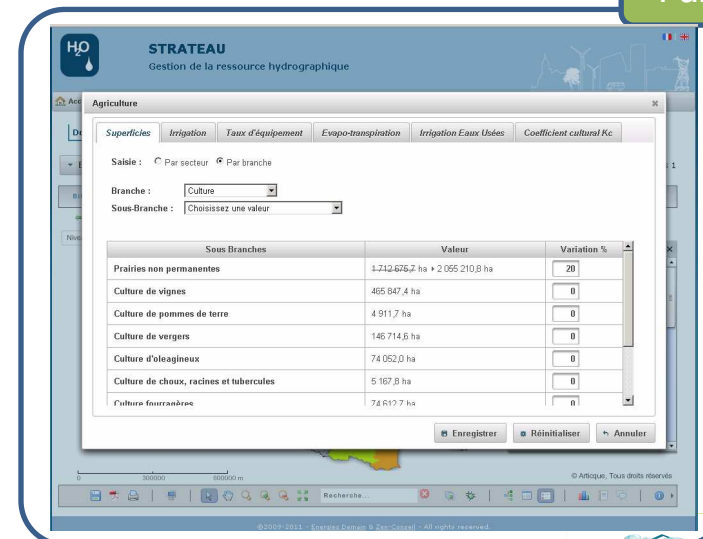 H2O
STRATEAU
Gestion de la ressource hydrographique
Acc
Agriculture
Superficies Irrigation Taux d'équipement Evapo-transpiration Irrigation Eaux Usées Coefficient cultural Kc
Saisie : Par secteur Par branche
Branche : Culture
Sous-Branche : Choisissez une valeur
Sous Branches Valeur Variation %
Prairies non permanentes 1 712 675,7 ha 2 055 210,8 ha 20
Culture de vignes 465 847,4 ha 0
Culture de pommes de terre 4 911,7 ha 0
Culture de vergers 146 714,6 ha 0
Culture d'oleagineux 74 052,0 ha 0
Culture de choux, racines et tubercules 5 167,8 ha 0
Culture fourragères 74 612,7 ha 0
Enregistrer Réinitialiser Annuler
0 300000 600000 m
© Articque, Tous droits réservés
Recherche...
©2009-2011 - Energies Demain & Zen-Conseil - All rights reserved.